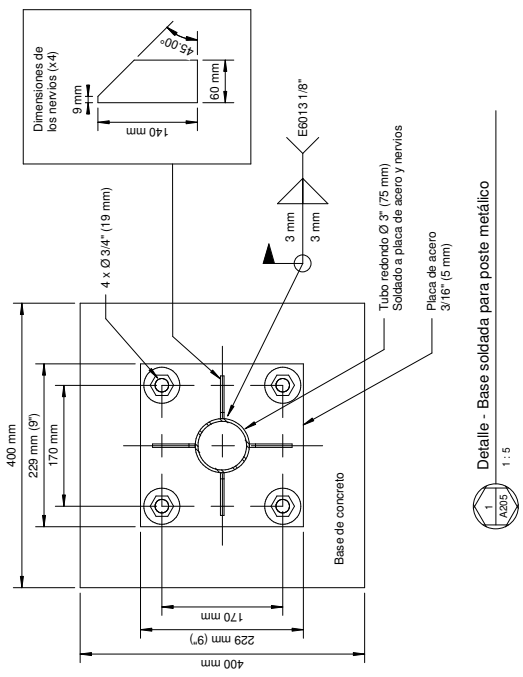 400 mm
229 mm (9")
170 mm
4 x Ø 3/4" (19 mm)
Dimensiones de
los nervios (x4)
9 mm
140 mm
60 mm
45.00°
400 mm
229 mm (9")
170 mm
Base de concreto
3 mm
3 mm
E6013 1/8"
Tubo redondo Ø 3" (75 mm)
Soldado a placa de acero y nervios
Placa de acero
3/16" (5 mm)
1
A205
Detalle - Base soldada para poste metálico
1 : 5